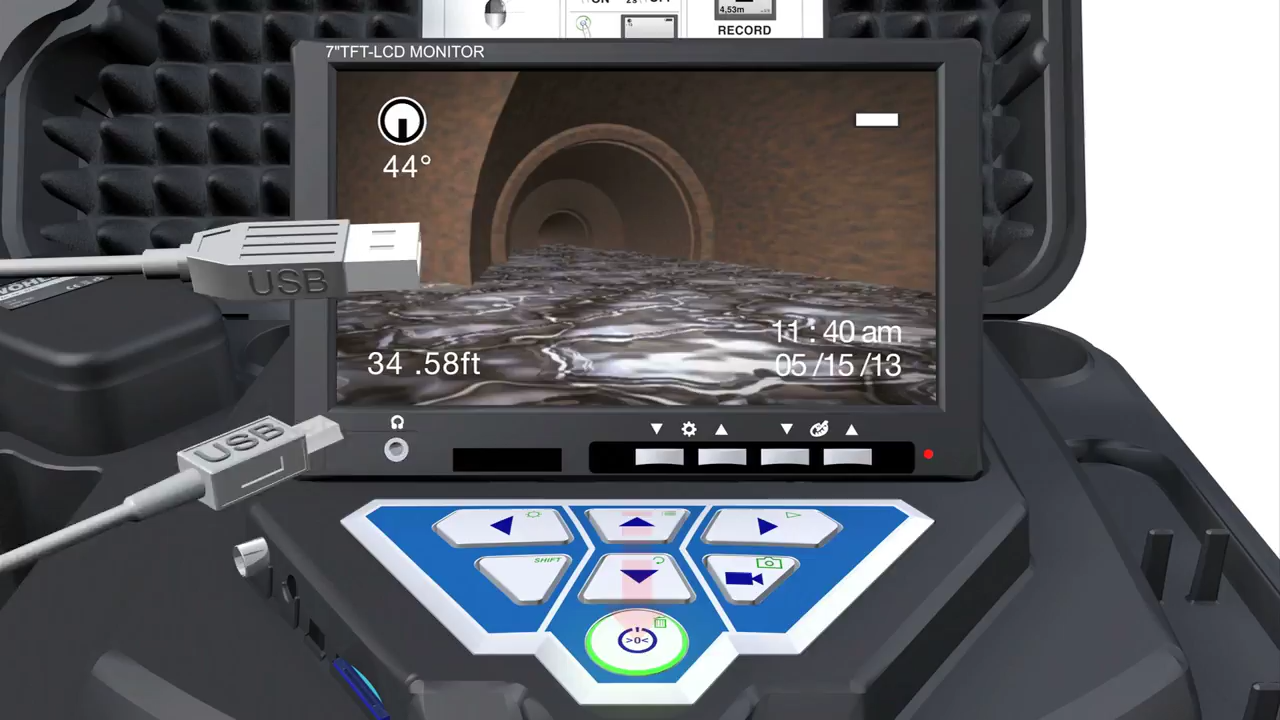 4,53m
RECORD
7"TFT-LCD MONITOR
44°
USB
11 : 40 am
34 .58ft
05 /15 /13
USB
SHIFT
>0<